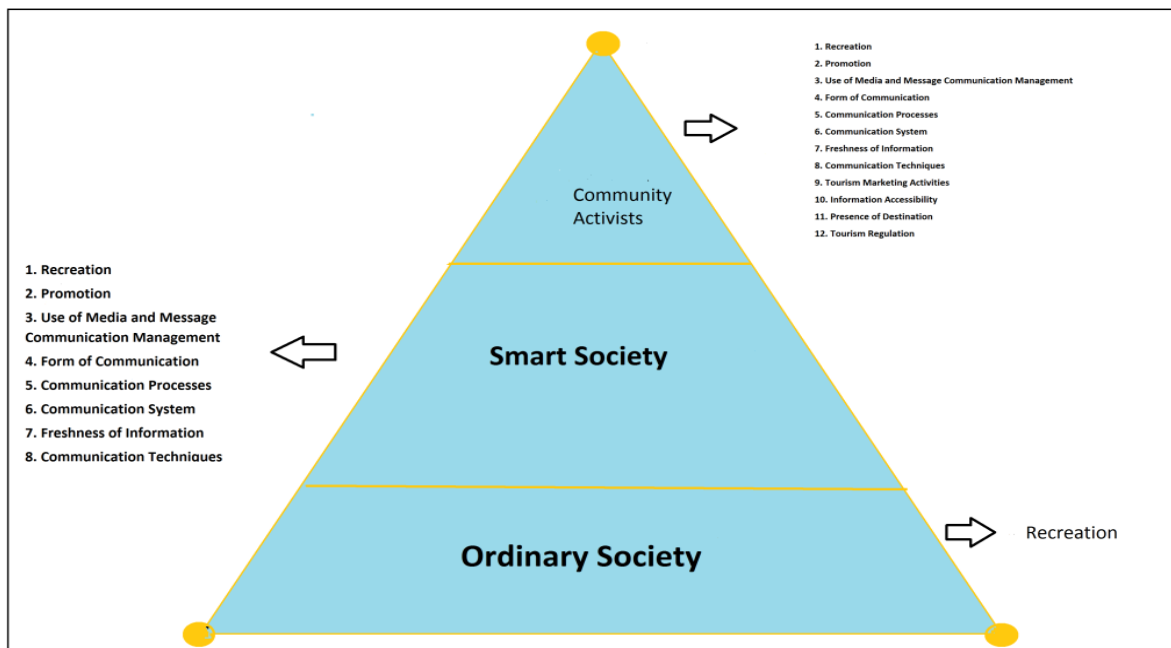 1. Recreation
2. Promotion
3. Use of Media and Message Communication Management
4. Form of Communication
5. Communication Processes
6. Communication System
7. Freshness of Information
8. Communication Techniques
9. Tourism Marketing Activities
10. Information Accessibility
11. Presence of Destination
12. Tourism Regulation
Community
Activists
1. Recreation
2. Promotion
3. Use of Media and Message
Communication Management
4. Form of Communication
5. Communication Processes
6. Communication System
7. Freshness of Information
8. Communication Techniques
Smart Society
Ordinary Society
Recreation